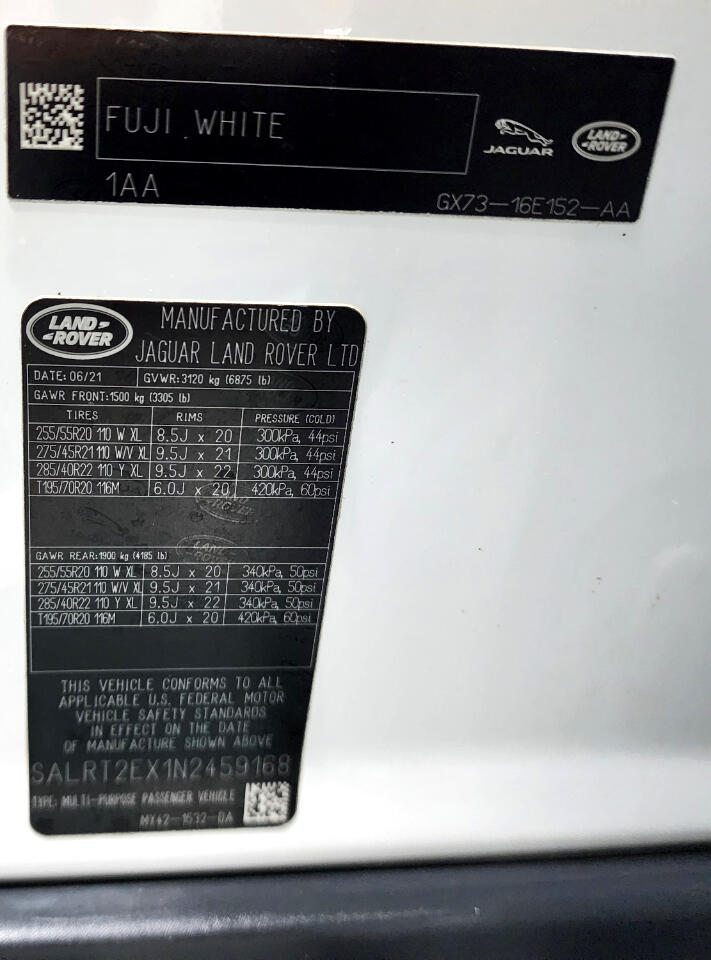 FUJI WHITE
1AA
JAGUAR
LAND ROVER
GX73-16E152-AA
LAND ROVER
MANUFACTURED BY
JAGUAR LAND ROVER LTD
DATE: 06/21 GVWR:3120 kg (6875 lb)
GAWR FRONT:1500 kg (3305 lb)
TIRES RIMS PRESSURE (COLD)
255/55R20 110 W XL 8.5J x 20 300kPa, 44psi
275/45R21 110 W/V XL 9.5J x 21 300kPa, 44psi
285/40R22 110 Y XL 9.5J x 22 300kPa, 44psi
T195/70R20 116M 6.0J x 20 420kPa, 60psi
GAWR REAR:1900 kg (4185 lb)
255/55R20 110 W XL 8.5J x 20 340kPa, 50psi
275/45R21 110 W/V XL 9.5J x 21 340kPa, 50psi
285/40R22 110 Y XL 9.5J x 22 340kPa, 50psi
T195/70R20 116M 6.0J x 20 420kPa, 60psi
THIS VEHICLE CONFORMS TO ALL
APPLICABLE U.S. FEDERAL MOTOR
VEHICLE SAFETY STANDARDS
IN EFFECT ON THE DATE
OF MANUFACTURE SHOWN ABOVE
SALRT2EX1N2459168
TYPE: MULTI-PURPOSE PASSENGER VEHICLE
MX42-1532-DA